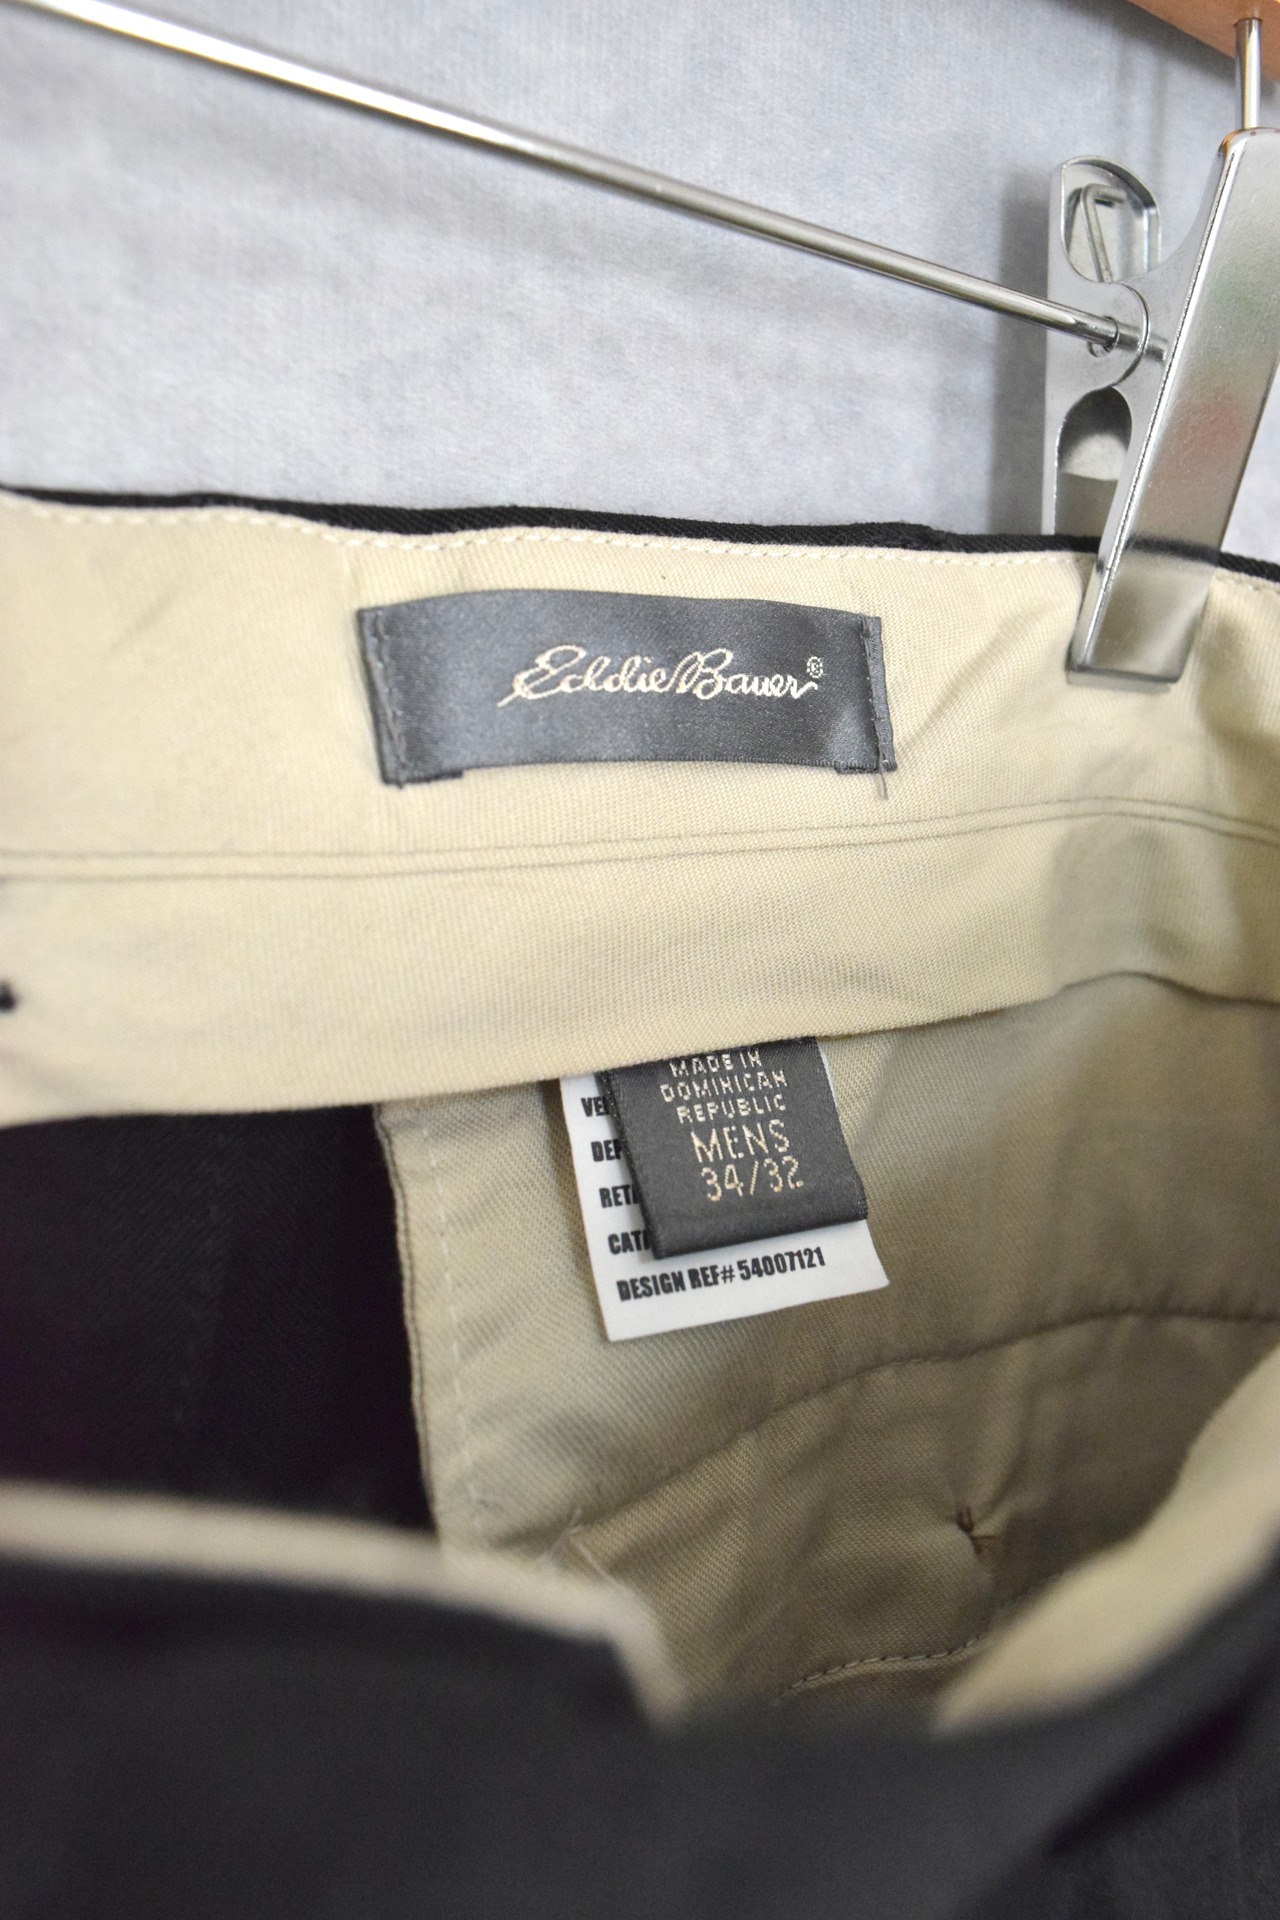 Eddie Bauer®
MADE IN
DOMINICAN
REPUBLIC
MENS
34/32
DESIGN REF# 54007121